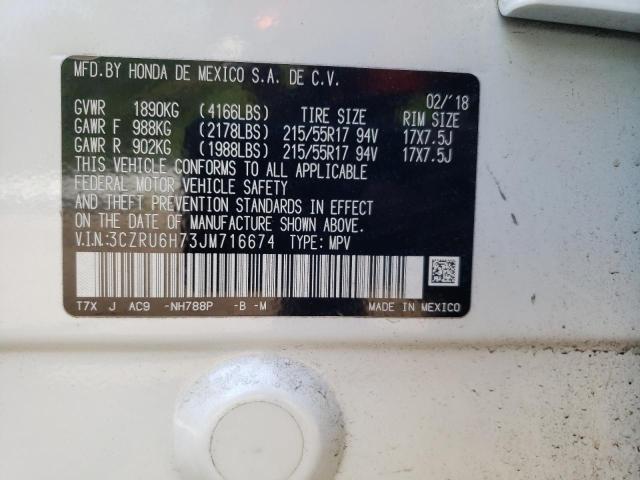 MFD.BY HONDA DE MEXICO S.A. DE C.V.
02/'18
GVWR 1890KG (4166LBS) TIRE SIZE RIM SIZE
GAWR F 988KG (2178LBS) 215/55R17 94V 17X7.5J
GAWR R 902KG (1988LBS) 215/55R17 94V 17X7.5J
THIS VEHICLE CONFORMS TO ALL APPLICABLE
FEDERAL MOTOR VEHICLE SAFETY
AND THEFT PREVENTION STANDARDS IN EFFECT
ON THE DATE OF MANUFACTURE SHOWN ABOVE.
V.I.N.:3CZRU6H73JM716674 TYPE: MPV
T7X J AC9 -NH788P -B -M MADE IN MEXICO